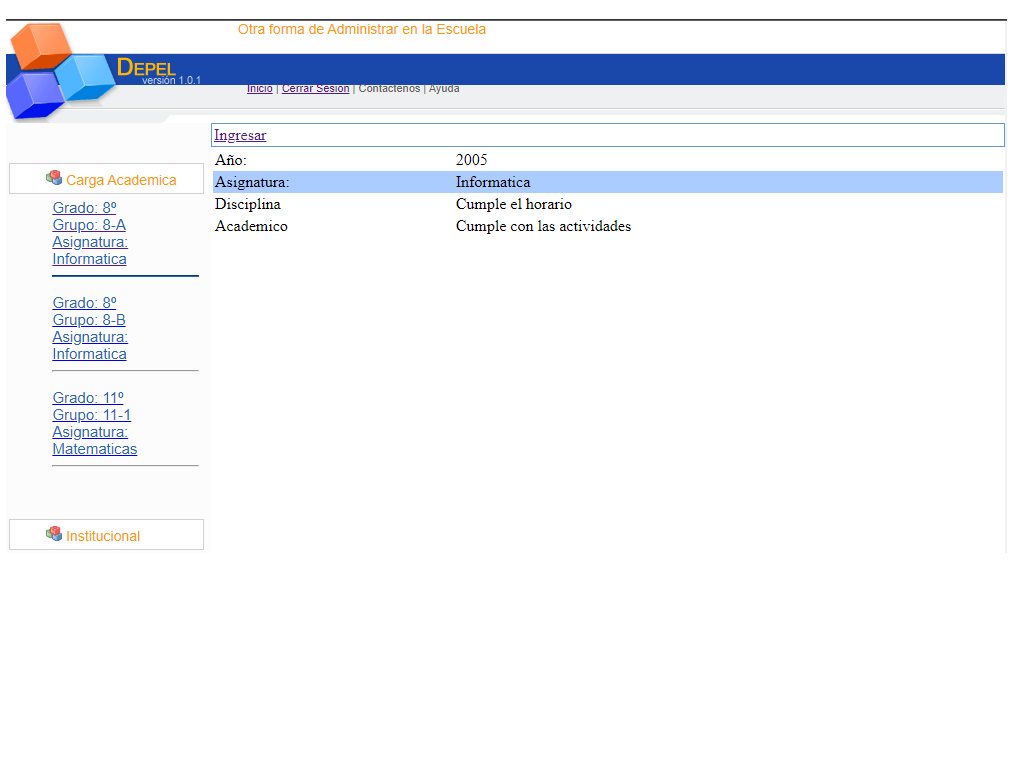 Otra forma de Administrar en la Escuela
DEPEL
versión 1.0.1
Inicio | Cerrar Sesión | Contactenos | Ayuda
Ingresar
Año: 2005
Asignatura: Informatica
Disciplina Cumple el horario
Academico Cumple con las actividades
Carga Academica
Grado: 8º
Grupo: 8-A
Asignatura:
Informatica
Grado: 8º
Grupo: 8-B
Asignatura:
Informatica
Grado: 11º
Grupo: 11-1
Asignatura:
Matematicas
Institucional